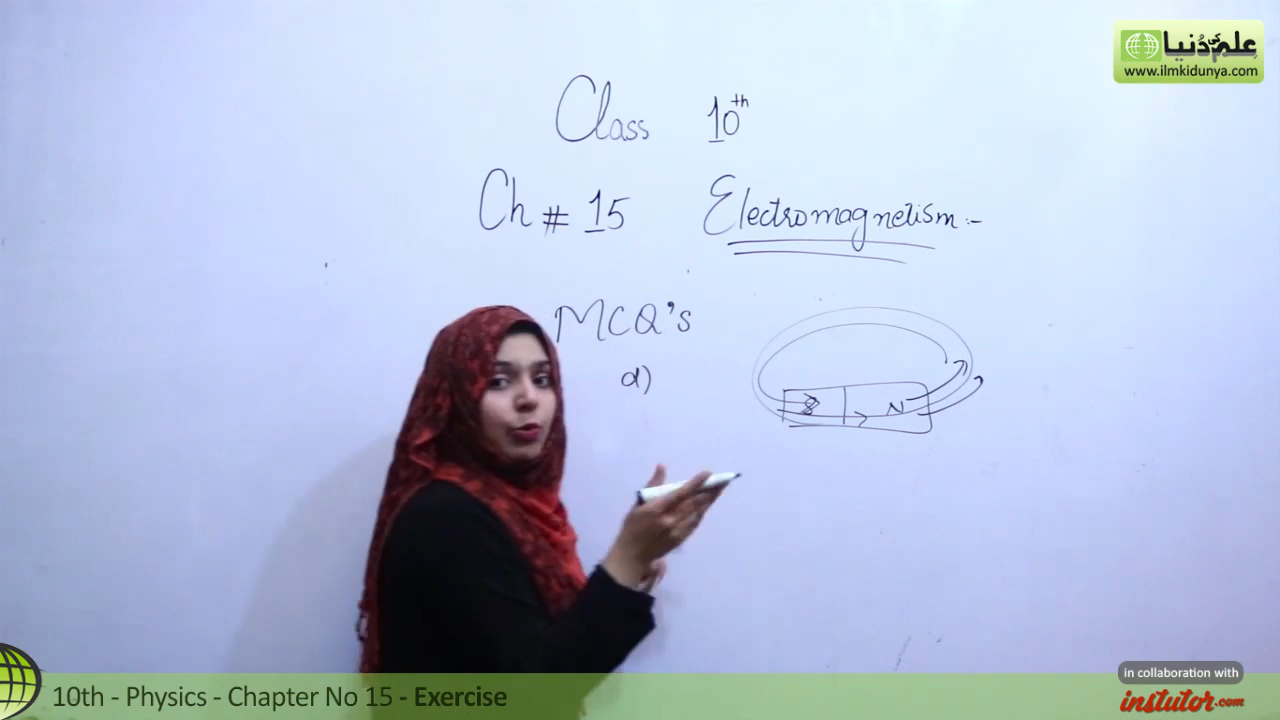 علم کی دنیا
www.ilmkidunya.com
Class 10th
Ch # 15 Electromagnetism :-
MCQ's
a)
S N
in collaboration with
10th - Physics - Chapter No 15 - Exercise
instutor.com